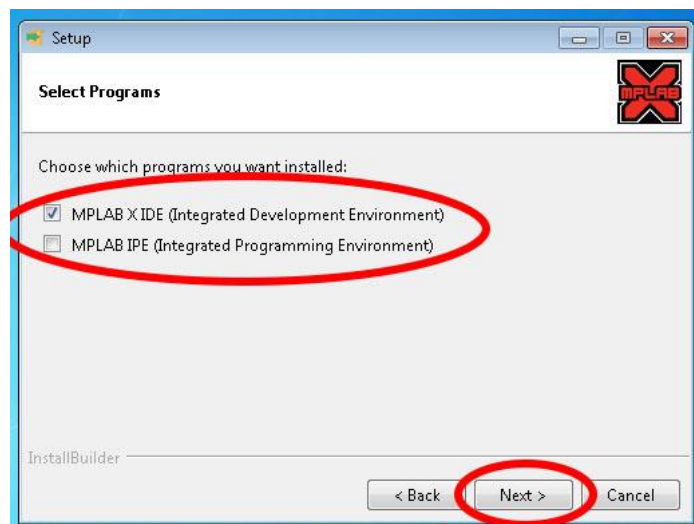 Setup
Select Programs
MPLAB
Choose which programs you want installed:
MPLAB X IDE (Integrated Development Environment)
MPLAB IPE (Integrated Programming Environment)
InstallBuilder
< Back Next > Cancel